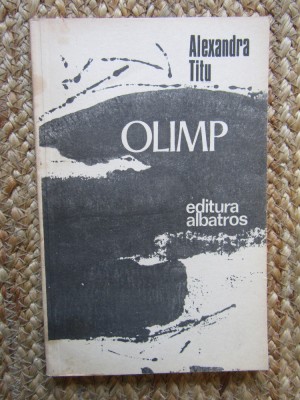 Alexandra
Titu
OLIMP
editura
albatros